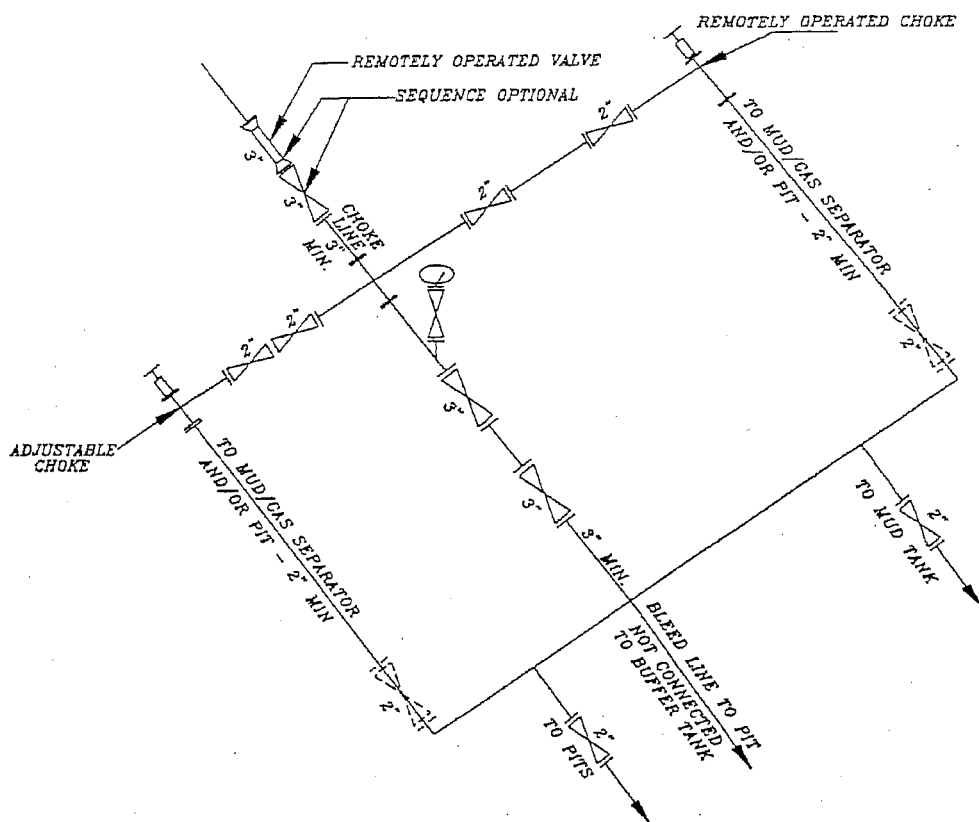 REMOTELY OPERATED CHOKE
REMOTELY OPERATED VALVE
SEQUENCE OPTIONAL
3"
3"
CHOKE
LINE
3"
MIN.
2"
2"
TO MUD/CAS SEPARATOR
AND/OR PIT - 2" MIN
2"
2"
2"
ADJUSTABLE
CHOKE
TO MUD/CAS SEPARATOR
AND/OR PIT - 2" MIN
2"
3"
3"
3" MIN.
BLEED LINE TO PIT
NOT CONNECTED
TO BUFFER TANK
2"
TO MUD TANK
2"
TO PITS